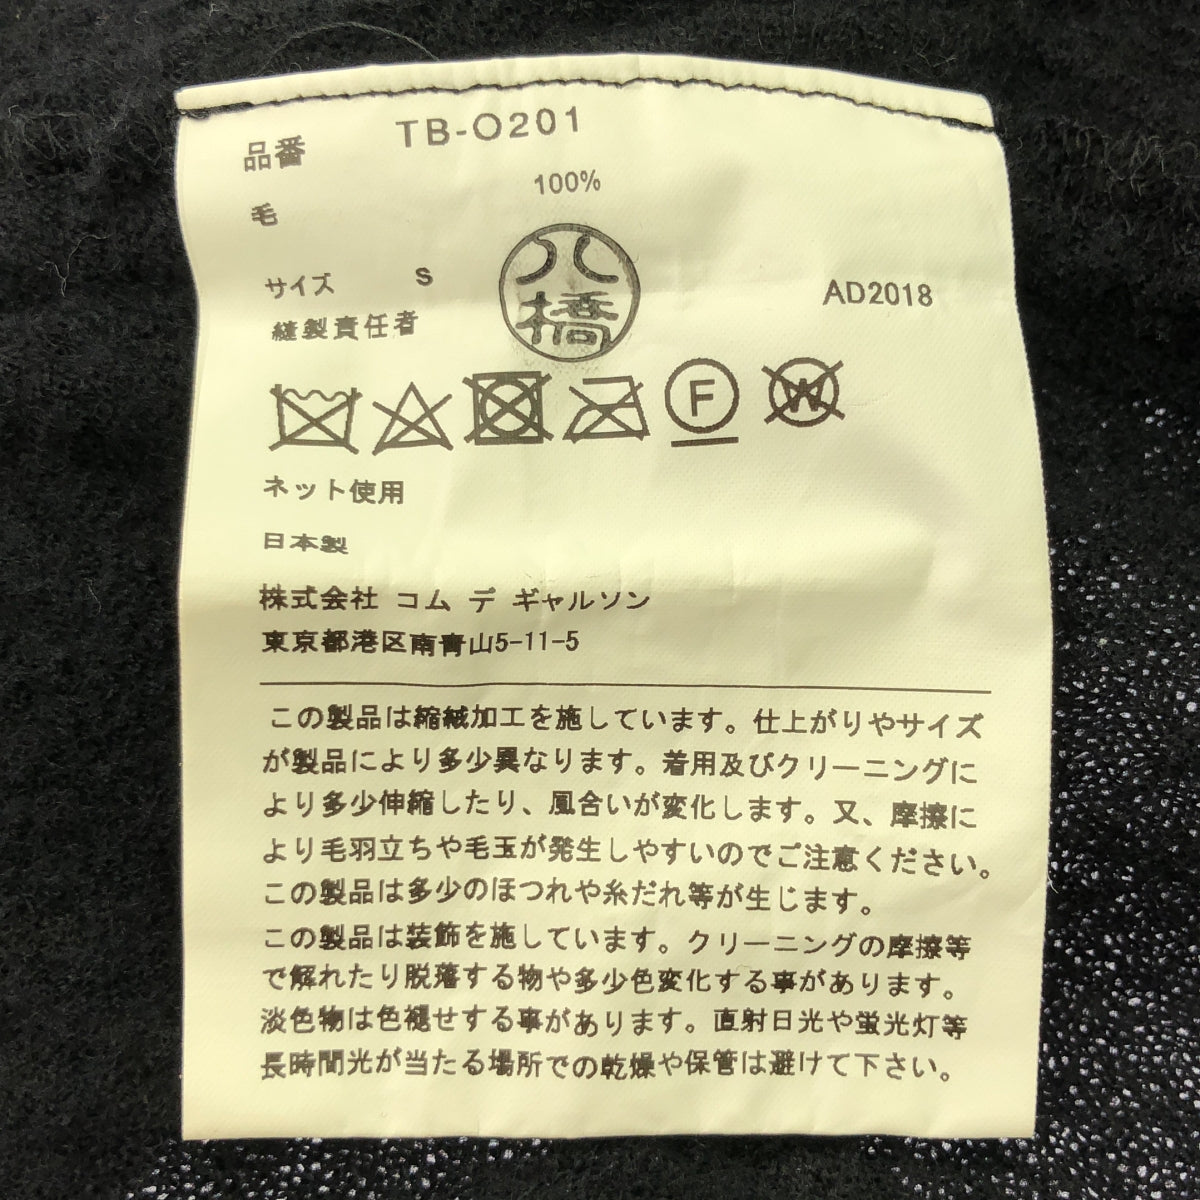 品番 TB-O201
100%
毛
サイズ S
八橋
AD2018
縫製責任者
F
W
ネット使用
日本製
株式会社 コム デ ギャルソン
東京都港区南青山5-11-5
この製品は縮絨加工を施しています。仕上がりやサイズ
が製品により多少異なります。着用及びクリーニングに
より多少伸縮したり、風合いが変化します。又、摩擦に
より毛羽立ちや毛玉が発生しやすいのでご注意ください。
この製品は多少のほつれや糸だれ等が生じます。
この製品は装飾を施しています。クリーニングの摩擦等
で解れたり脱落する物や多少色変化する事があります。
淡色物は色褪せする事があります。直射日光や蛍光灯等
長時間光が当たる場所での乾燥や保管は避けて下さい。